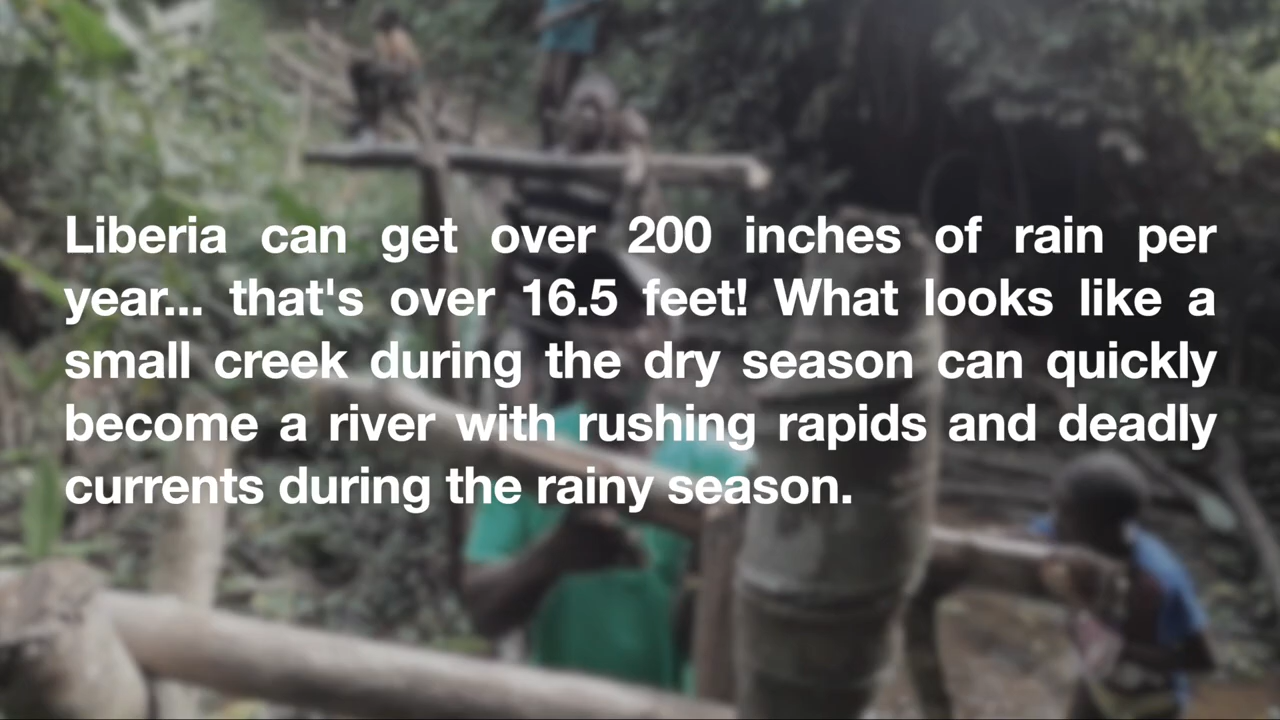 Liberia can get over 200 inches of rain per
year... that's over 16.5 feet! What looks like a
small creek during the dry season can quickly
become a river with rushing rapids and deadly
currents during the rainy season.